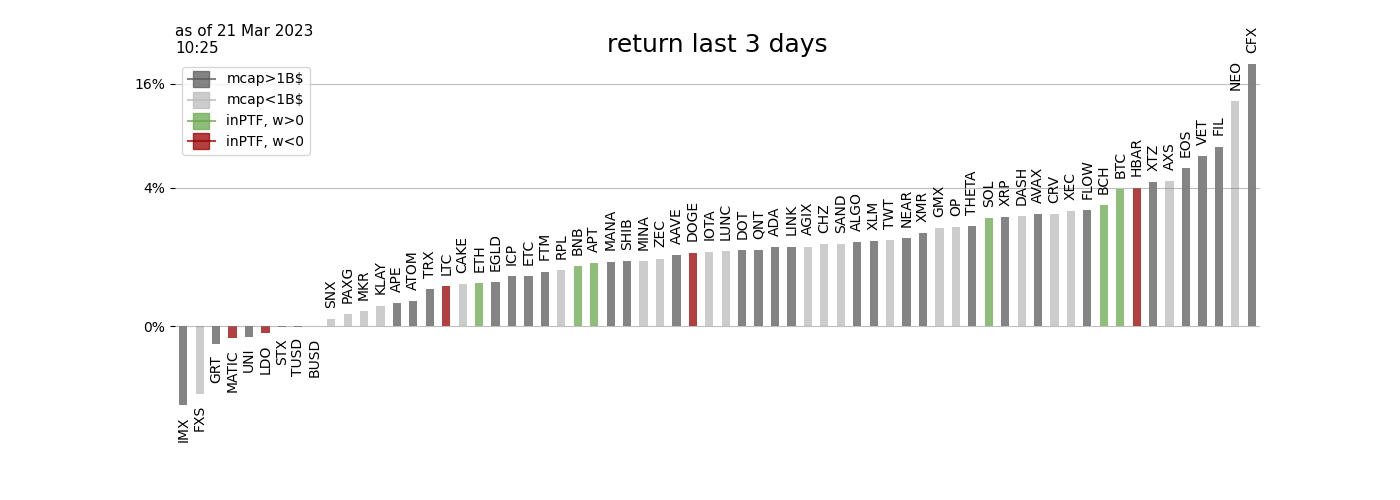 as of 21 Mar 2023
10:25
return last 3 days
mcap>1B$
mcap<1B$
inPTF, w>0
inPTF, w<0
16%
4%
0%
IMX
FXS
GRT
MATIC
UNI
LDO
STX
TUSD
BUSD
SNX
PAXG
MKR
KLAY
APE
ATOM
TRX
LTC
CAKE
ETH
EGLD
ICP
ETC
FTM
RPL
BNB
APT
MANA
SHIB
MINA
ZEC
AAVE
DOGE
IOTA
LUNC
DOT
QNT
ADA
LINK
AGIX
CHZ
SAND
ALGO
XLM
TWT
NEAR
XMR
GMX
OP
THETA
SOL
XRP
DASH
AVAX
CRV
XEC
FLOW
BCH
BTC
HBAR
XTZ
AXS
EOS
VET
FIL
NEO
CFX